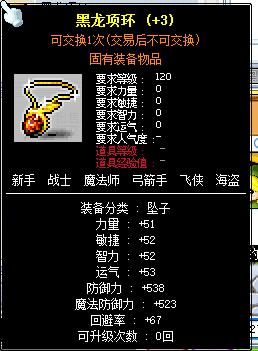 黑龙项环 (+3)
可交换1次(交易后不可交换)
固有装备物品
要求等级: 120
要求力量: 0
要求敏捷: 0
要求智力: 0
要求运气: 0
要求人气度: -
道具等级: -
道具经验值: -
新手 战士 魔法师 弓箭手 飞侠 海盗
装备分类 : 坠子
力量 : +51
敏捷 : +52
智力 : +52
运气 : +53
防御力 : +538
魔法防御力 : +523
回避率 : +67
可升级次数 : 0回